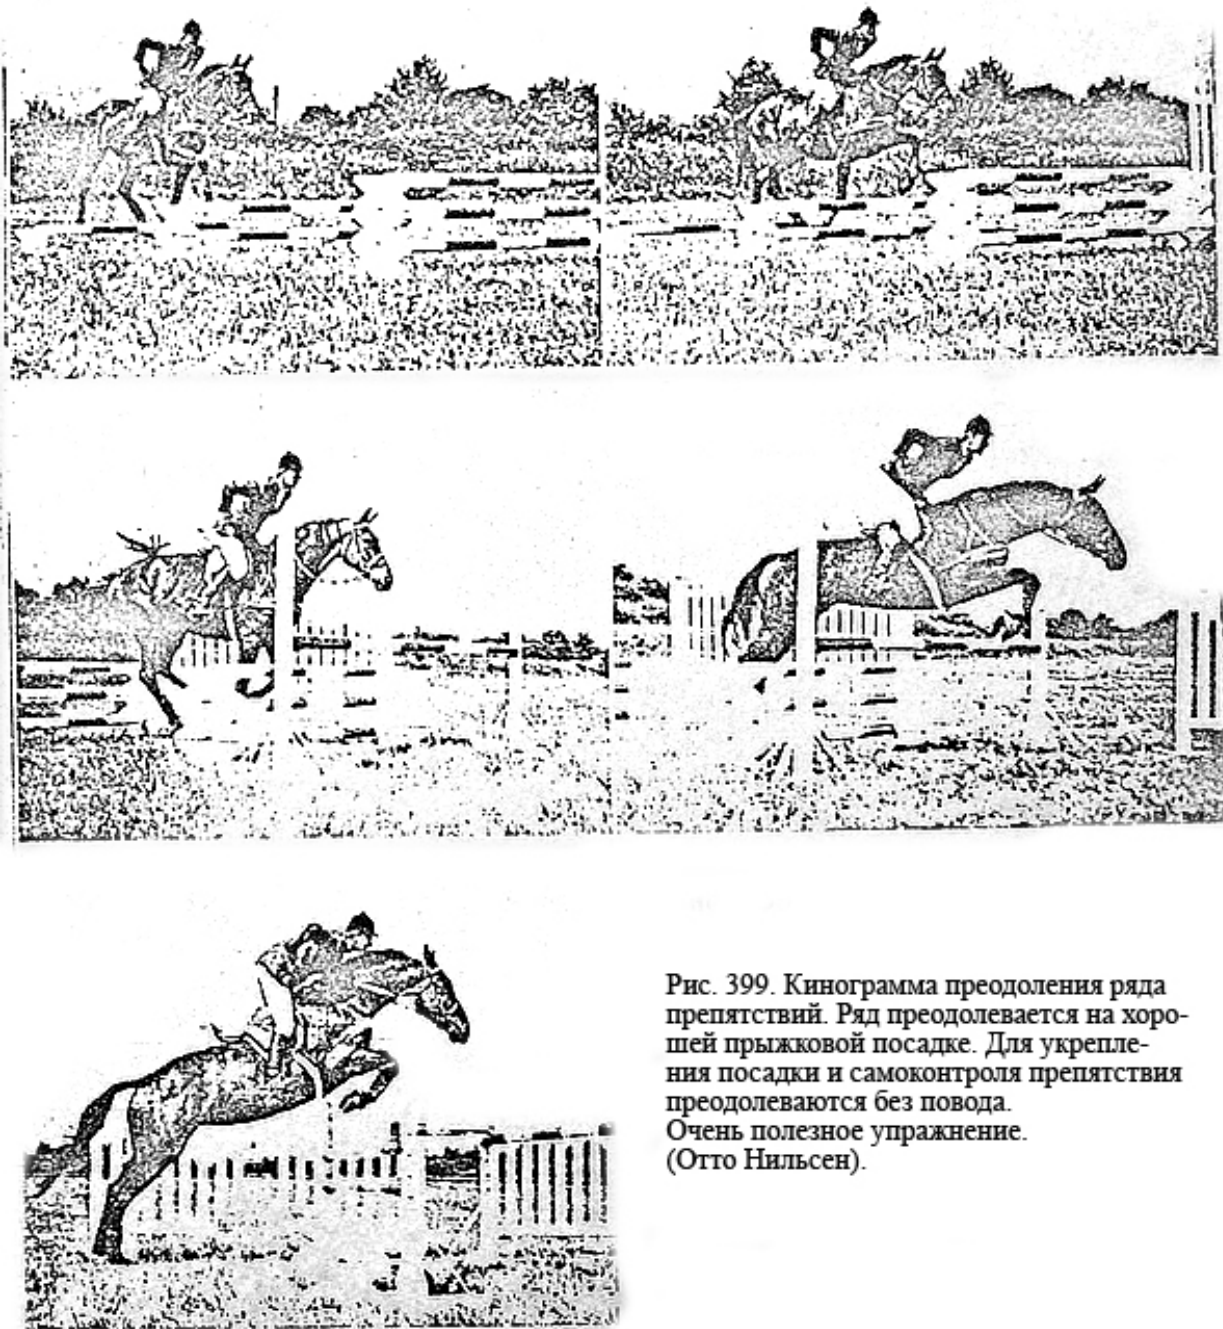 Рис. 399. Кинограмма преодоления ряда
препятствий. Ряд преодолевается на хоро-
шей прыжковой посадке. Для укрепле-
ния посадки и самоконтроля препятствия
преодолеваются без повода.
Очень полезное упражнение.
(Отто Нильсен).